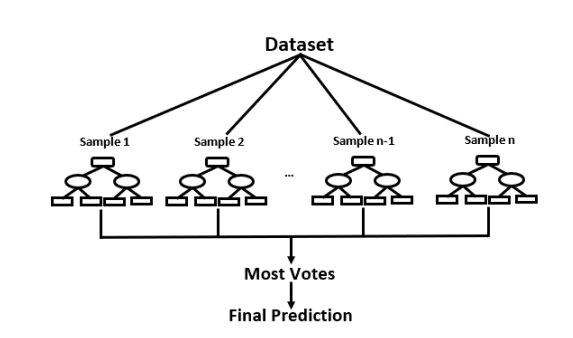 Dataset
Sample 1 Sample 2 Sample n-1 Sample n
...
Most Votes
Final Prediction